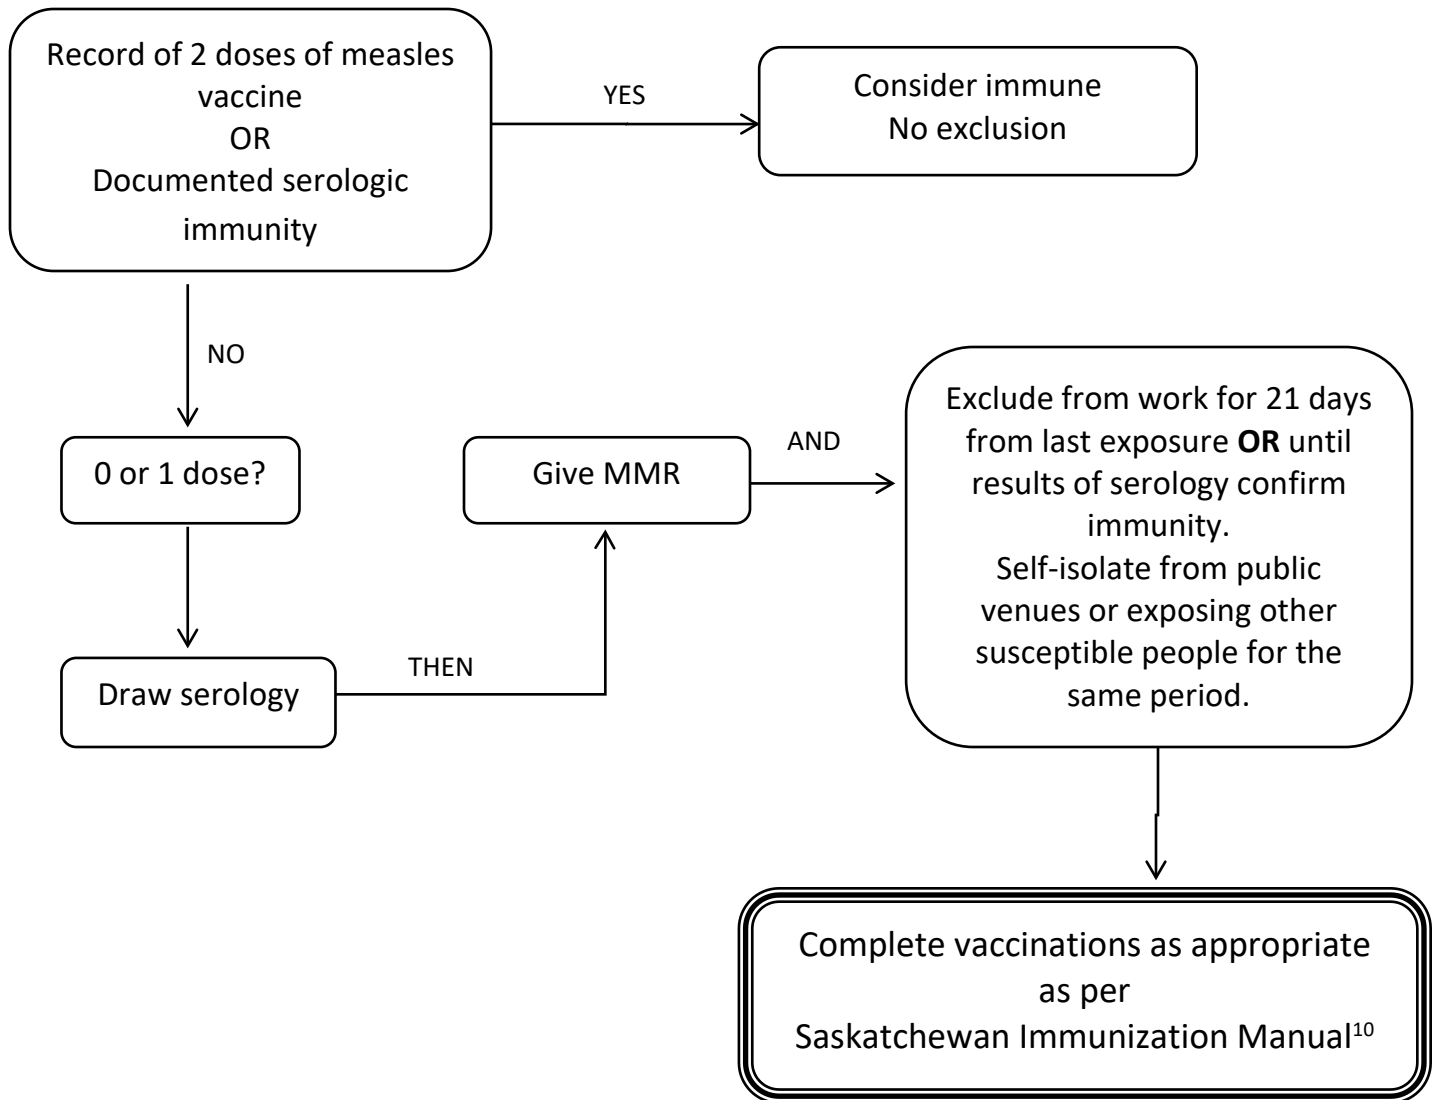 Record of 2 doses of measles
vaccine
OR
Documented serologic
immunity
YES
Consider immune
No exclusion
NO
0 or 1 dose?
Draw serology
THEN
Give MMR
AND
Exclude from work for 21 days
from last exposure OR until
results of serology confirm
immunity.
Self-isolate from public
venues or exposing other
susceptible people for the
same period.
Complete vaccinations as appropriate
as per
Saskatchewan Immunization Manual¹⁰